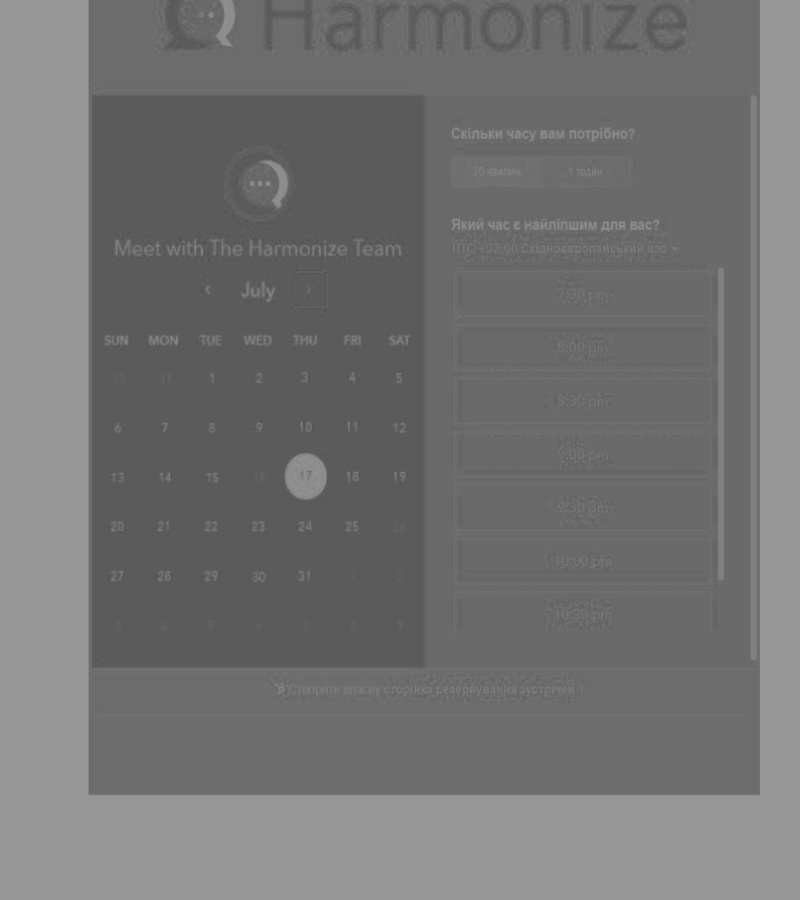 Harmonize
Meet with The Harmonize Team
‹ July ›
SUN MON TUE WED THU FRI SAT
30 31 1 2 3 4 5
6 7 8 9 10 11 12
13 14 15 16 17 18 19
20 21 22 23 24 25 26
27 28 29 30 31 1 2
3 4 5 6 7 8 9
Скільки часу вам потрібно?
30 хвилин 1 годин
Який час є найліпшим для вас?
UTC +02:00 Східноєвропейський час
7:30 pm
8:00 pm
8:30 pm
9:00 pm
9:30 pm
10:00 pm
10:30 pm
Створити власну сторінка резервування зустрічей